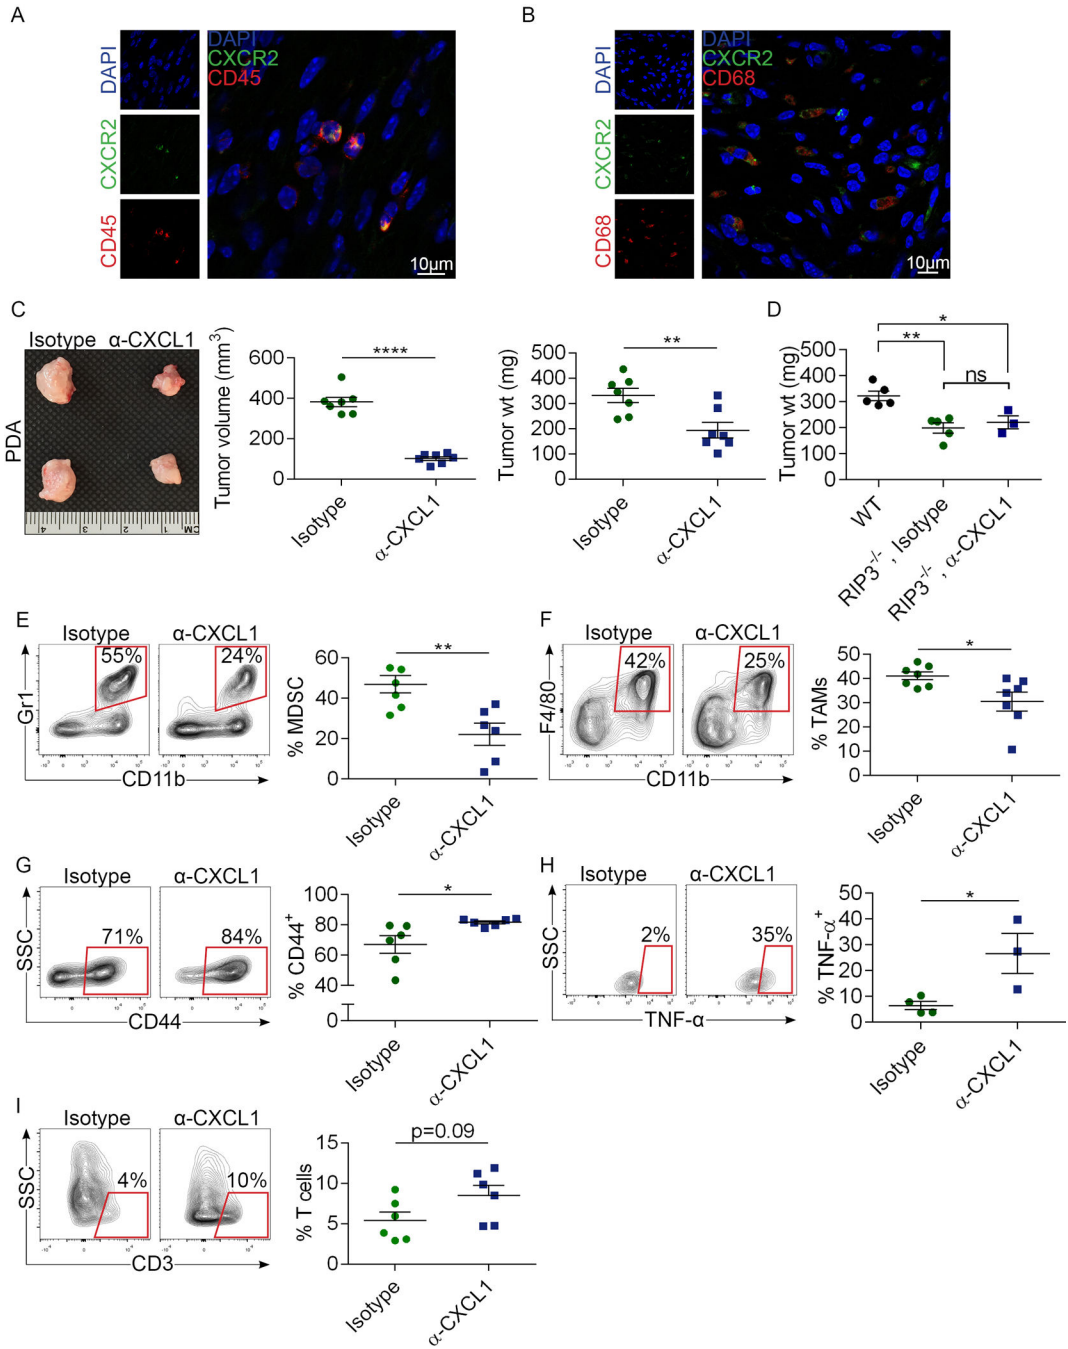 A
DAPI
CXCR2
CD45
DAPI
CXCR2
CD45
10µm
B
DAPI
CXCR2
CD68
DAPI
CXCR2
CD68
10µm
C
Isotype α-CXCL1
PDA
4 3 2 1 CM
Tumor volume (mm³)
600
400
200
0
****
Isotype
α-CXCL1
Tumor wt (mg)
500
400
300
200
100
0
**
Isotype
α-CXCL1
D
Tumor wt (mg)
500
400
300
200
100
0
*
**
ns
WT
RIP3-/-, Isotype
RIP3-/-, α-CXCL1
E
Isotype α-CXCL1
55% 24%
Gr1
CD11b
% MDSC
60
40
20
0
**
Isotype
α-CXCL1
F
Isotype α-CXCL1
42% 25%
F4/80
CD11b
% TAMs
50
40
30
20
10
0
*
Isotype
α-CXCL1
G
Isotype α-CXCL1
71% 84%
SSC
CD44
% CD44+
100
80
60
40
0
*
Isotype
α-CXCL1
H
Isotype α-CXCL1
2% 35%
SSC
TNF-α
% TNF-α+
50
40
30
20
10
0
*
Isotype
α-CXCL1
I
Isotype α-CXCL1
4% 10%
SSC
CD3
% T cells
15
10
5
0
p=0.09
Isotype
α-CXCL1